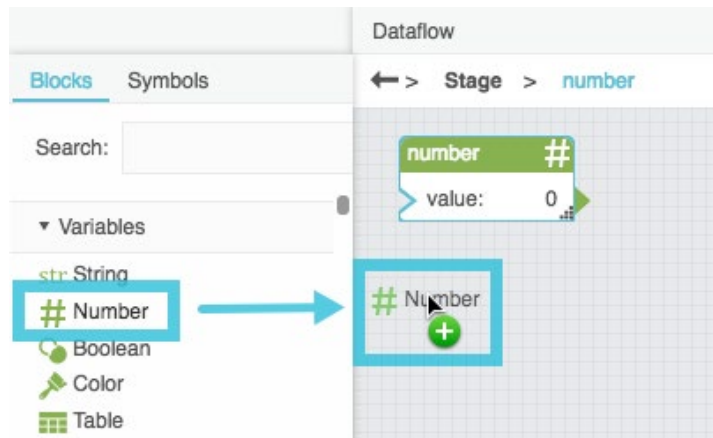 Dataflow
Blocks Symbols
> Stage > number
Search:
number #
value: 0
Variables
str String
# Number
# Number
Boolean
Color
Table